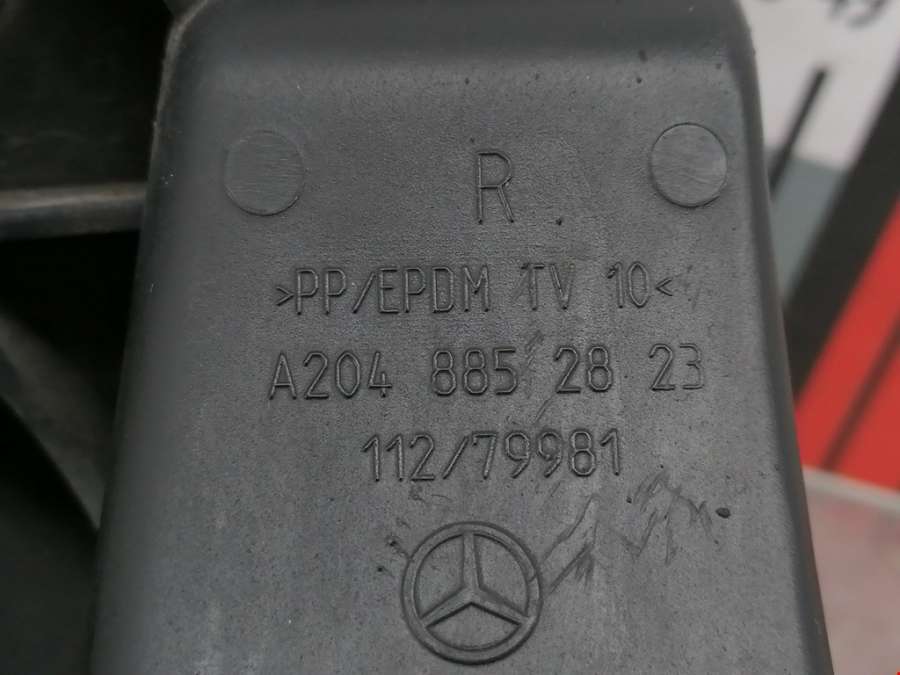 R
>PP/EPDM TV 10<
A204 885 28 23
112/79981